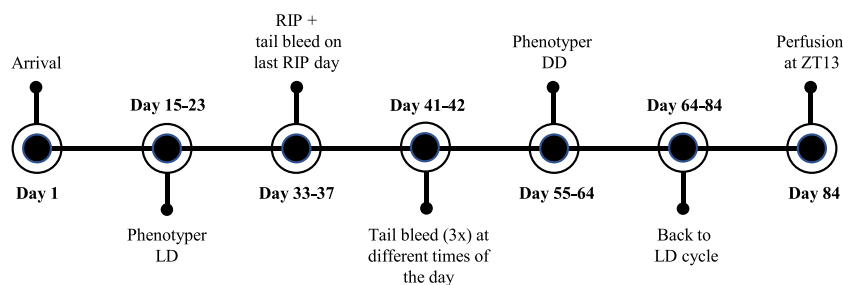 Arrival
Day 1
Day 15-23
Phenotyper
LD
RIP +
tail bleed on
last RIP day
Day 33-37
Day 41-42
Tail bleed (3x) at
different times of
the day
Phenotyper
DD
Day 55-64
Day 64-84
Back to
LD cycle
Perfusion
at ZT13
Day 84